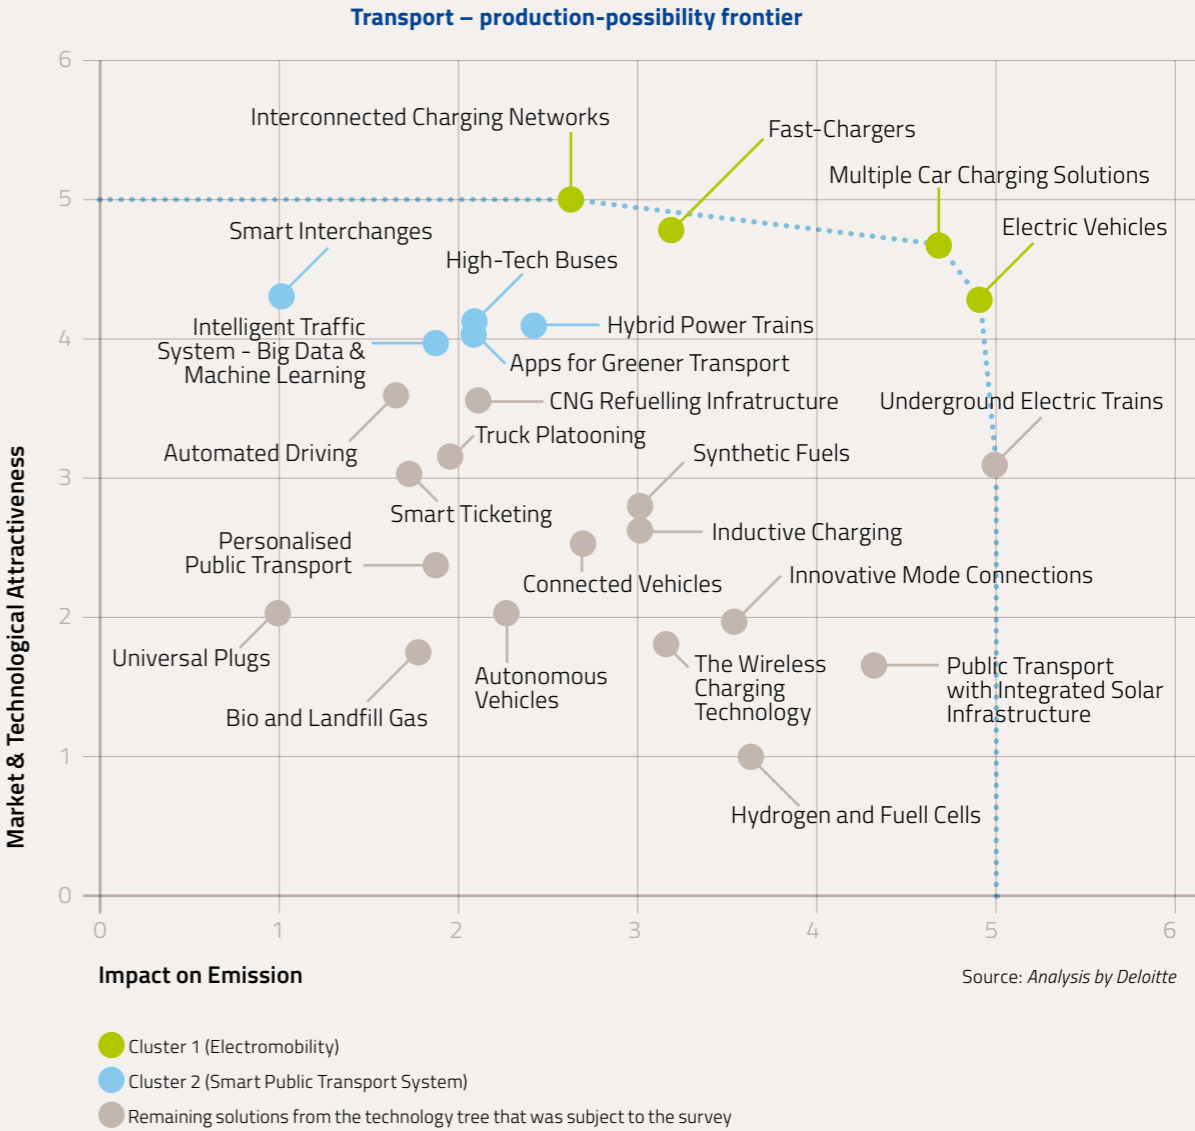 Transport – production-possibility frontier
6
Interconnected Charging Networks
Fast-Chargers
Multiple Car Charging Solutions
5
Smart Interchanges
Electric Vehicles
High-Tech Buses
Intelligent Traffic
System - Big Data &
Machine Learning
Hybrid Power Trains
4
Apps for Greener Transport
CNG Refuelling Infratructure
Underground Electric Trains
Automated Driving
Truck Platooning
Synthetic Fuels
3
Smart Ticketing
Personalised
Public Transport
Inductive Charging
Connected Vehicles
Innovative Mode Connections
2
Universal Plugs
Autonomous
Vehicles
The Wireless
Charging
Technology
Public Transport
with Integrated Solar
Infrastructure
Bio and Landfill Gas
1
Hydrogen and Fuell Cells
0
Market & Technological Attractiveness
0 1 2 3 4 5 6
Impact on Emission
Source: Analysis by Deloitte
Cluster 1 (Electromobility)
Cluster 2 (Smart Public Transport System)
Remaining solutions from the technology tree that was subject to the survey